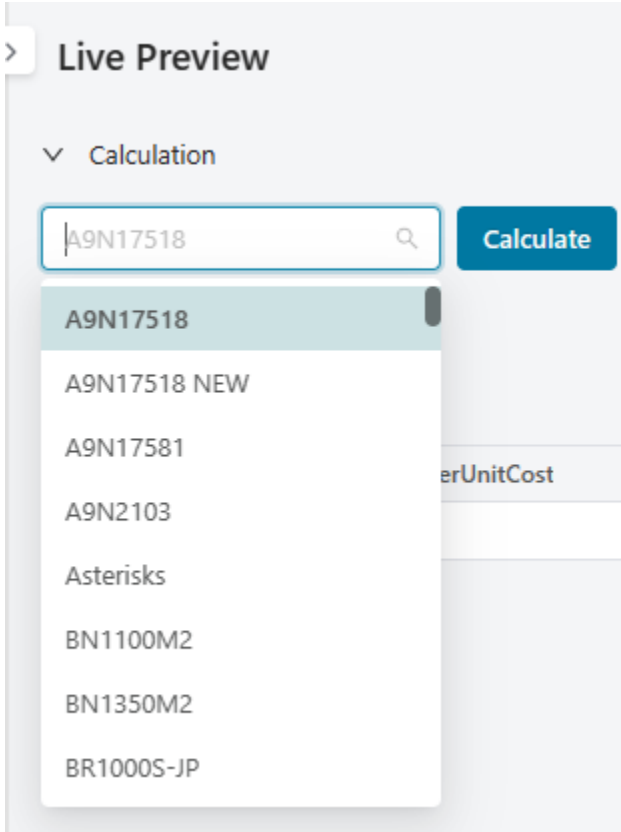 Live Preview
Calculation
A9N17518
Calculate
A9N17518
A9N17518 NEW
A9N17581
erUnitCost
A9N2103
Asterisks
BN1100M2
BN1350M2
BR1000S-JP